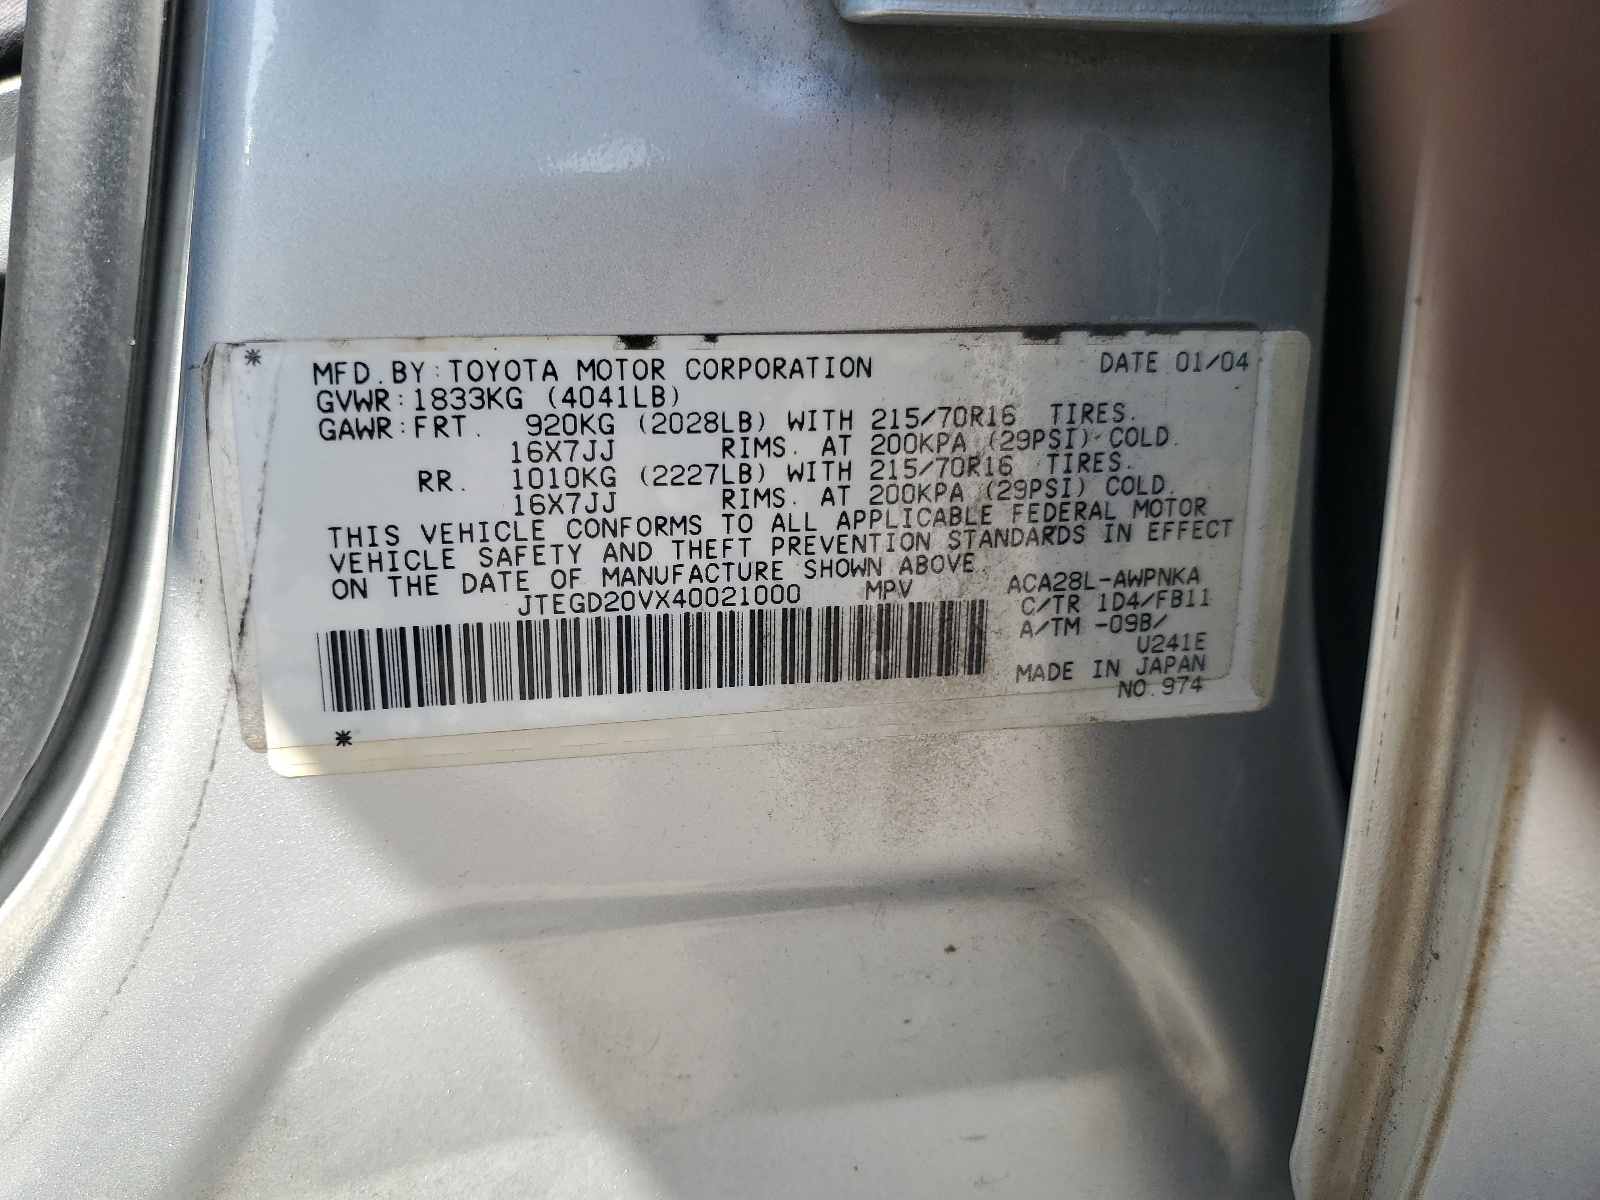 MFD. BY: TOYOTA MOTOR CORPORATION DATE 01/04
GVWR: 1833KG (4041LB)
GAWR: FRT. 920KG (2028LB) WITH 215/70R16 TIRES.
16X7JJ RIMS. AT 200KPA (29PSI) COLD.
RR. 1010KG (2227LB) WITH 215/70R16 TIRES.
16X7JJ RIMS. AT 200KPA (29PSI) COLD.
THIS VEHICLE CONFORMS TO ALL APPLICABLE FEDERAL MOTOR
VEHICLE SAFETY AND THEFT PREVENTION STANDARDS IN EFFECT
ON THE DATE OF MANUFACTURE SHOWN ABOVE.
JTEGD20VX40021000 MPV ACA28L-AWPNKA
C/TR 1D4/FB11
A/TM -09B/
U241E
MADE IN JAPAN
NO.974